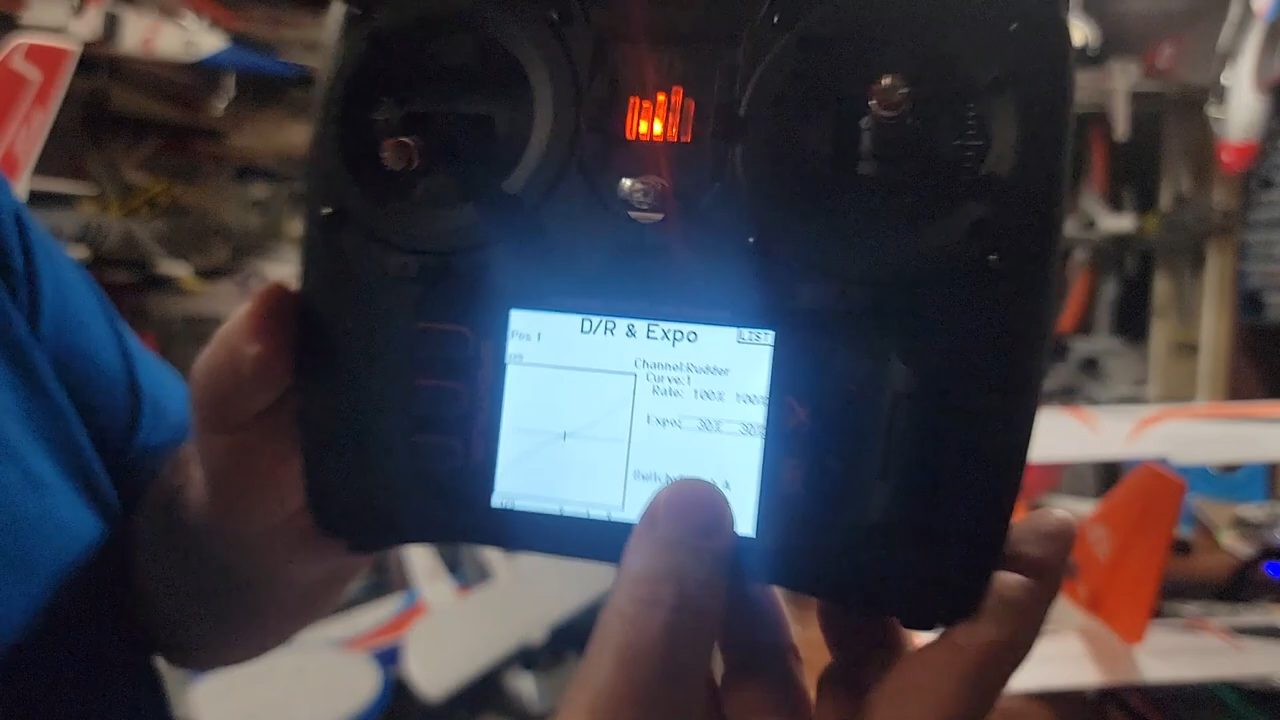 D/R & Expo
LIST
Pos 1
Channel:Rudder
Curve:1
Rate: 100% 100%
Expo: 30% 30%